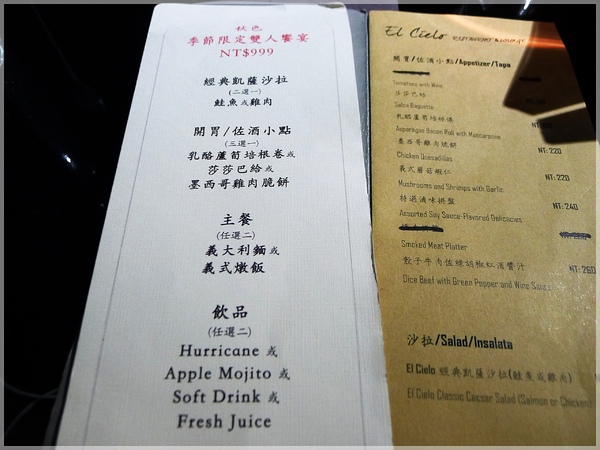 秋色
季節限定雙人饗宴
NT$999
經典凱薩沙拉
(二選一)
鮭魚或雞肉
開胃/佐酒小點
(三選一)
乳酪蘆筍培根卷或
莎莎巴給或
墨西哥雞肉脆餅
主餐
(任選二)
義大利麵或
義式燉飯
飲品
(任選二)
Hurricane 或
Apple Mojito 或
Soft Drink 或
Fresh Juice
El Cielo RESTAURANT & LOUNGE
開胃/佐酒小點/Appetizer/Tapa
Tomatoes with Wine
莎莎巴給
Salsa Baguette
乳酪蘆筍培根捲
Asparagus Bacon Roll with Mascarpone
NT: 220
墨西哥雞肉脆餅
Chicken Quesadillas
NT: 220
義式蘑菇蝦仁
Mushrooms and Shrimps with Garlic
NT: 240
特選滷味拼盤
Assorted Soy Sauce-Flavored Delicacies
Smoked Meat Platter
骰子牛肉佐綠胡椒紅酒醬汁
NT: 260
Dice Beef with Green Pepper and Wine Sauce
沙拉/Salad/Insalata
El Cielo 經典凱薩沙拉(鮭魚或雞肉)
El Cielo Classic Caesar Salad (Salmon or Chicken)